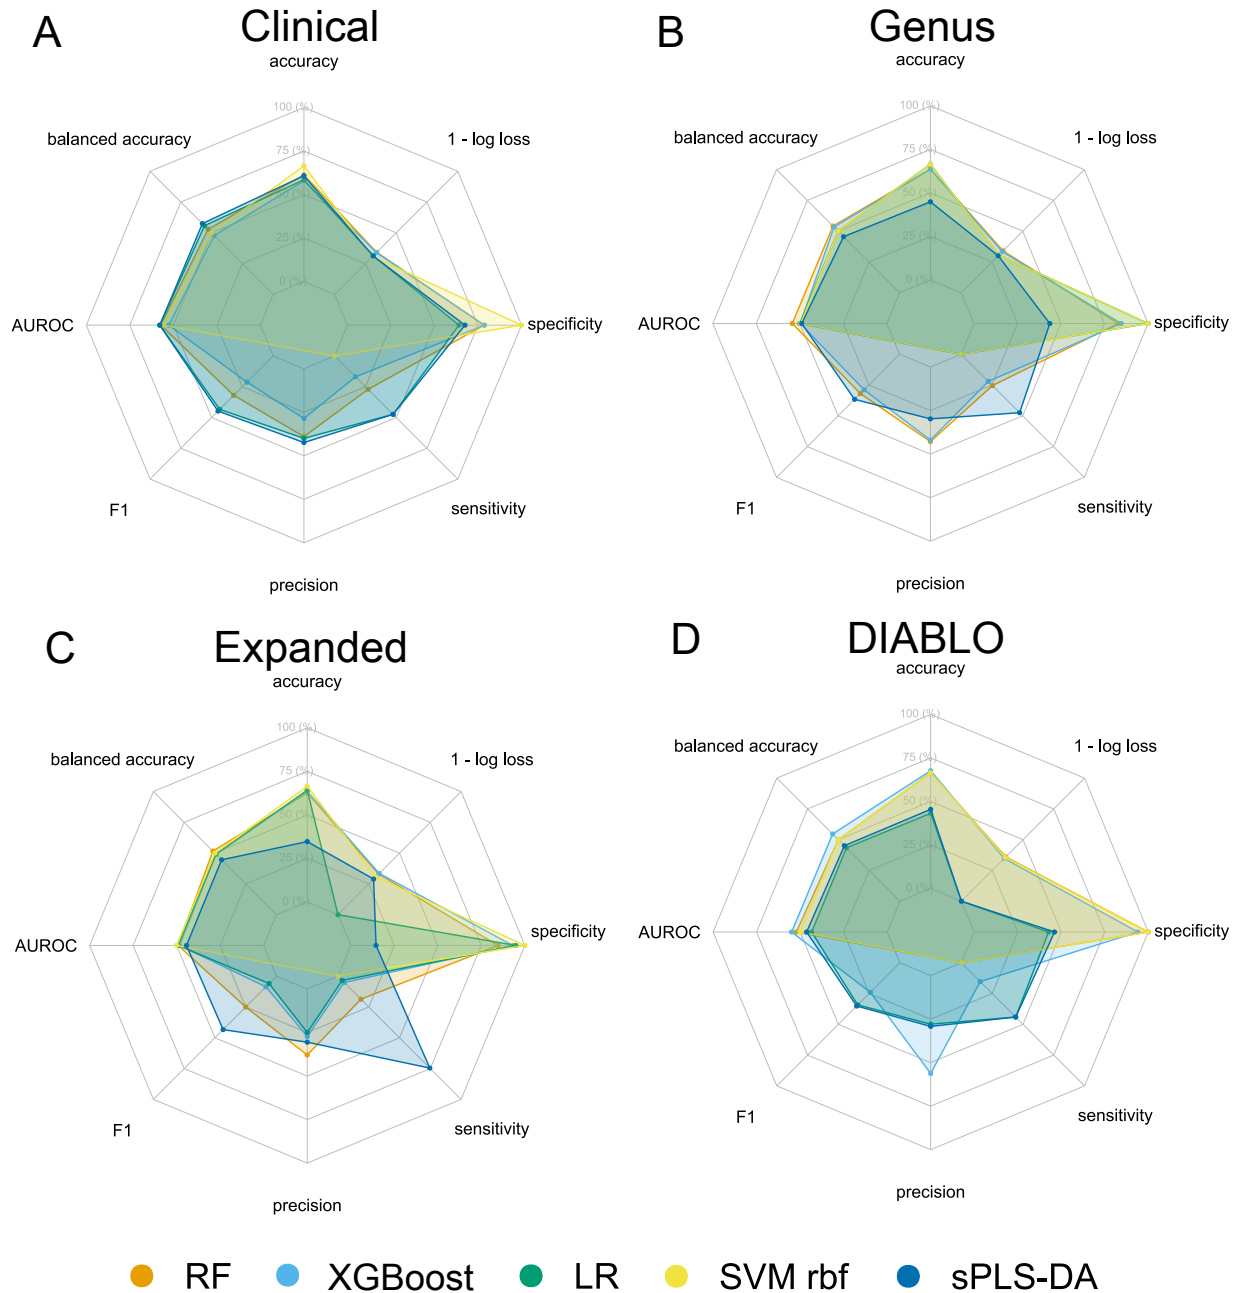 A
Clinical
accuracy
100 (%)
1 - log loss
75 (%)
50 (%)
25 (%)
0 (%)
balanced accuracy
AUROC
specificity
F1
sensitivity
precision
B
Genus
accuracy
100 (%)
1 - log loss
75 (%)
50 (%)
25 (%)
0 (%)
balanced accuracy
AUROC
specificity
F1
sensitivity
precision
C
Expanded
accuracy
100 (%)
1 - log loss
75 (%)
50 (%)
25 (%)
0 (%)
balanced accuracy
AUROC
specificity
F1
sensitivity
precision
D
DIABLO
accuracy
100 (%)
1 - log loss
75 (%)
50 (%)
25 (%)
0 (%)
balanced accuracy
AUROC
specificity
F1
sensitivity
precision
RF XGBoost LR SVM rbf sPLS-DA